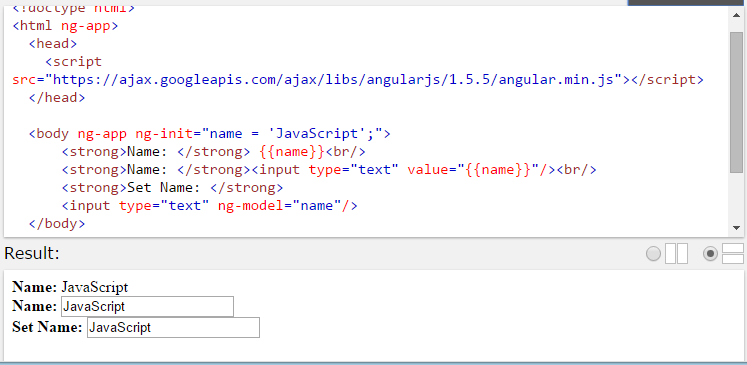 <!doctype html>
<html ng-app>
<head>
<script
src="https://ajax.googleapis.com/ajax/libs/angularjs/1.5.5/angular.min.js"></script>
</head>
<body ng-app ng-init="name = 'JavaScript';">
<strong>Name: </strong> {{name}}<br/>
<strong>Name: </strong><input type="text" value="{{name}}"/><br/>
<strong>Set Name: </strong>
<input type="text" ng-model="name"/>
</body>
Result:
Name: JavaScript
Name: JavaScript
Set Name: JavaScript